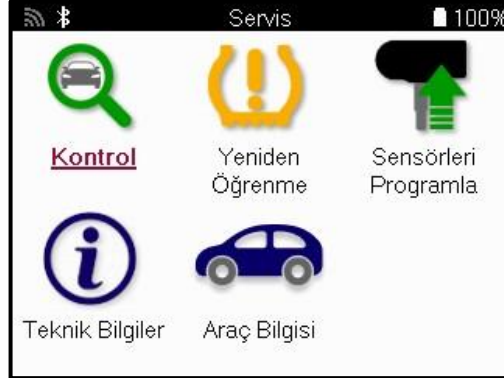 Servis
100%
Kontrol
Yeniden
Öğrenme
Sensörleri
Programla
Teknik Bilgiler
Araç Bilgisi